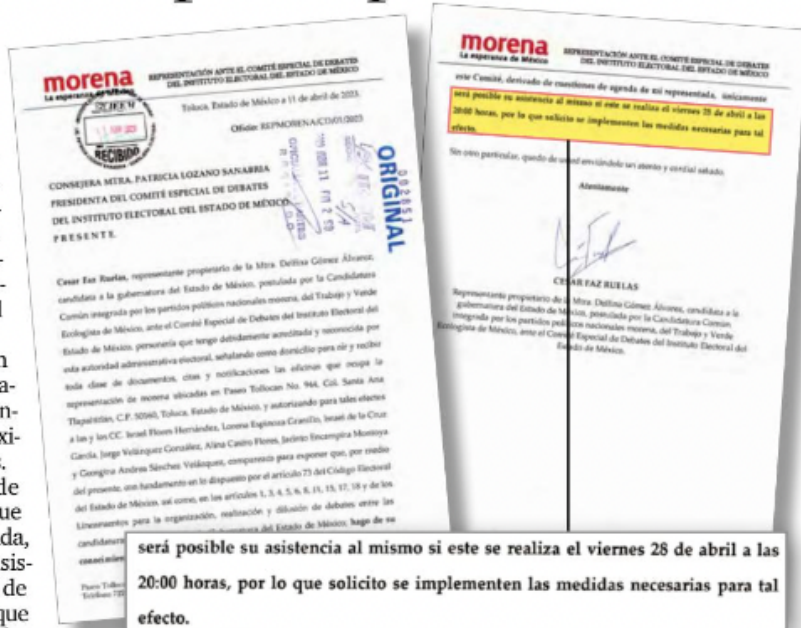 morena
La esperanza de México
REPRESENTACIÓN ANTE EL COMITÉ ESPECIAL DE DEBATES
DEL INSTITUTO ELECTORAL DEL ESTADO DE MÉXICO
Toluca, Estado de México a 11 de abril de 2023.
Oficio: REPMORENA/CD/01/2023
RECIBIDO
ORIGINAL
002851
CONSEJERA MTRA. PATRICIA LOZANO SANABRIA
PRESIDENTA DEL COMITÉ ESPECIAL DE DEBATES
DEL INSTITUTO ELECTORAL DEL ESTADO DE MÉXICO
PRESENTE.
Cesar Faz Ruelas, representante propietario de la Mtra. Delfina Gómez Álvarez,
candidata a la gubernatura del Estado de México, postulada por la Candidatura
Común integrada por los partidos políticos nacionales morena, del Trabajo y Verde
Ecologista de México, ante el Comité Especial de Debates del Instituto Electoral del
Estado de México, personería que tengo debidamente acreditada y reconocida por
esta autoridad administrativa electoral, señalando como domicilio para oír y recibir
toda clase de documentos, citas y notificaciones las oficinas que ocupa la
representación de morena ubicadas en Paseo Tollocan No. 944, Col. Santa Ana
Tlapaltitlán, C.P. 50160, Toluca, Estado de México, y autorizando para tales efectos
a las y los CC. Israel Flores Hernández, Lorena Espinoza Granillo, Israel de la Cruz
García, Jorge Velázquez González, Alina Castro Flores, Jacinto Encampira Montoya
y Georgina Andrea Sánchez Velázquez, comparezco para exponer que, por medio
del presente, con fundamento en lo dispuesto por el artículo 73 del Código Electoral
del Estado de México, así como, en los artículos 1, 3, 4, 5, 6, 8, 11, 15, 17, 18 y de los
Lineamientos para la organización, realización y difusión de debates entre las
candidatura del Estado de México; hago de su
conocimien
morena
La esperanza de México
REPRESENTACIÓN ANTE EL COMITÉ ESPECIAL DE DEBATES
DEL INSTITUTO ELECTORAL DEL ESTADO DE MÉXICO
este Comité, derivado de cuestiones de agenda de mi representada, únicamente
será posible su asistencia al mismo si este se realiza el viernes 28 de abril a las
20:00 horas, por lo que solicito se implementen las medidas necesarias para tal
efecto.
Sin otro particular, quedo de usted enviándole un atento y cordial saludo.
Atentamente
CESAR FAZ RUELAS
Representante propietario de la Mtra. Delfina Gómez Álvarez, candidata a la
gubernatura del Estado de México, postulada por la Candidatura Común
integrada por los partidos políticos nacionales morena, del Trabajo y Verde
Ecologista de México, ante el Comité Especial de Debates del Instituto Electoral del
Estado de México.
será posible su asistencia al mismo si este se realiza el viernes 28 de abril a las
20:00 horas, por lo que solicito se implementen las medidas necesarias para tal
efecto.